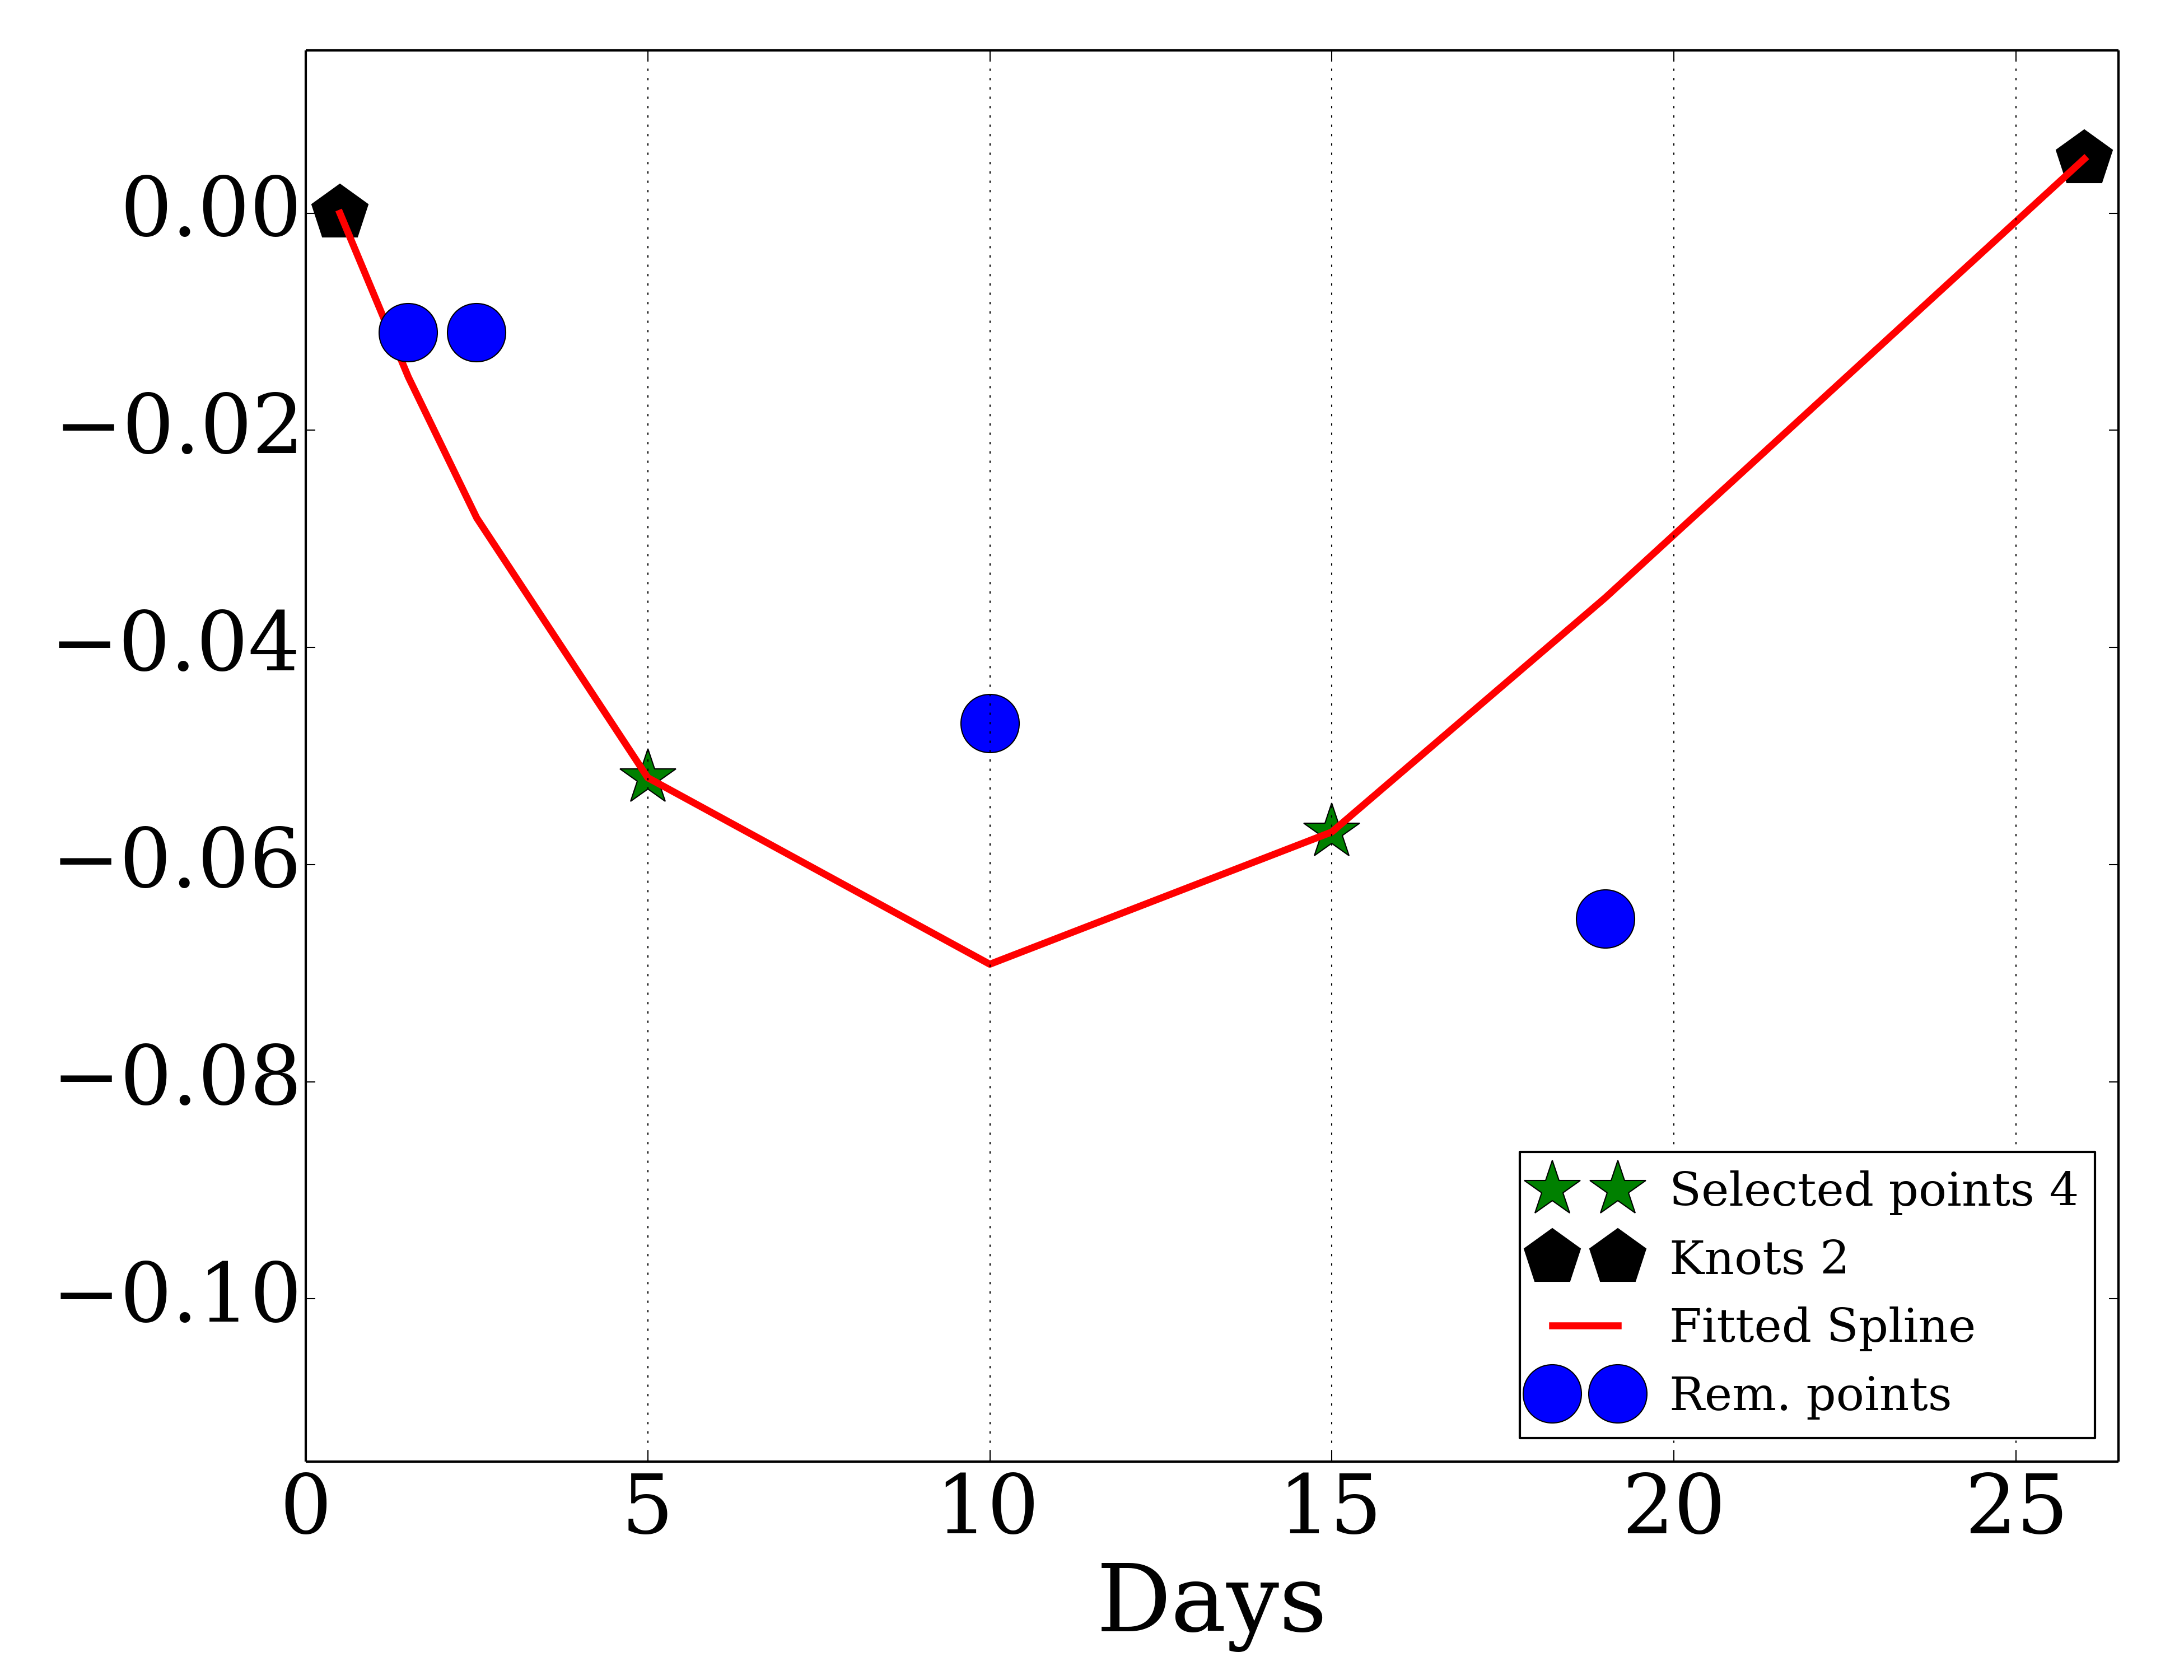 0.00
−0.02
−0.04
−0.06
−0.08
−0.10
Selected points 4
Knots 2
Fitted Spline
Rem. points
0 5 10 15 20 25
Days